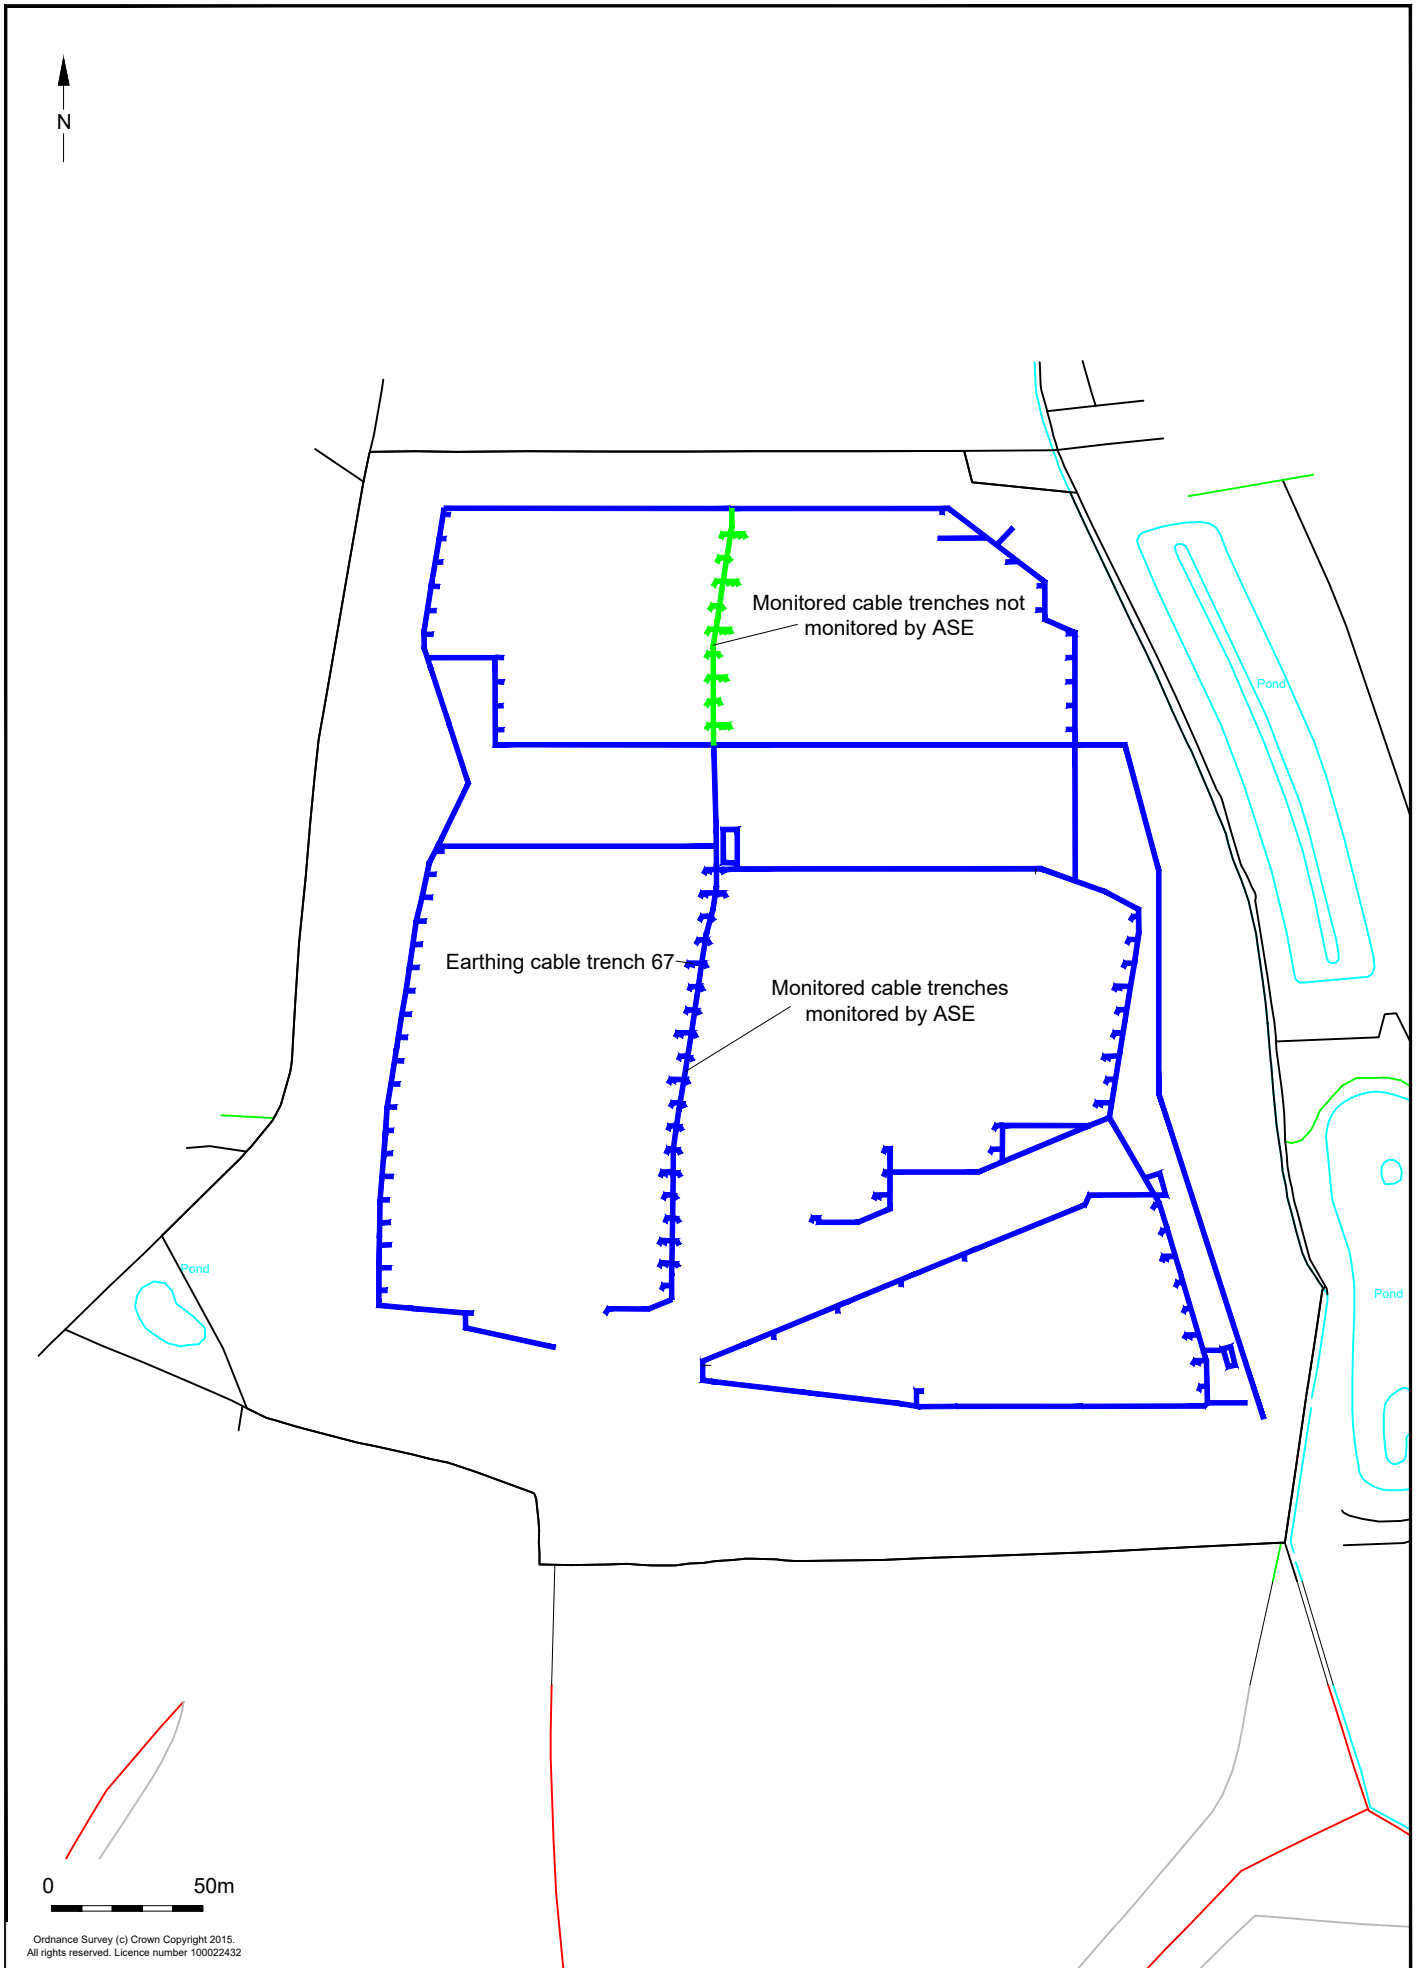 N
Monitored cable trenches not
monitored by ASE
Pond
Earthing cable trench 67
Monitored cable trenches
monitored by ASE
Pond
Pond
0
50m
Ordnance Survey (c) Crown Copyright 2015.
All rights reserved. Licence number 100022432